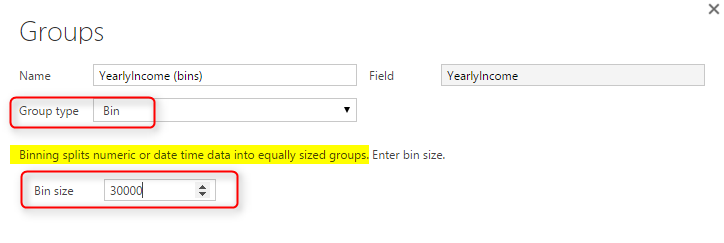 Groups
Name YearlyIncome (bins) Field YearlyIncome
Group type Bin
Binning splits numeric or date time data into equally sized groups. Enter bin size.
Bin size 30000